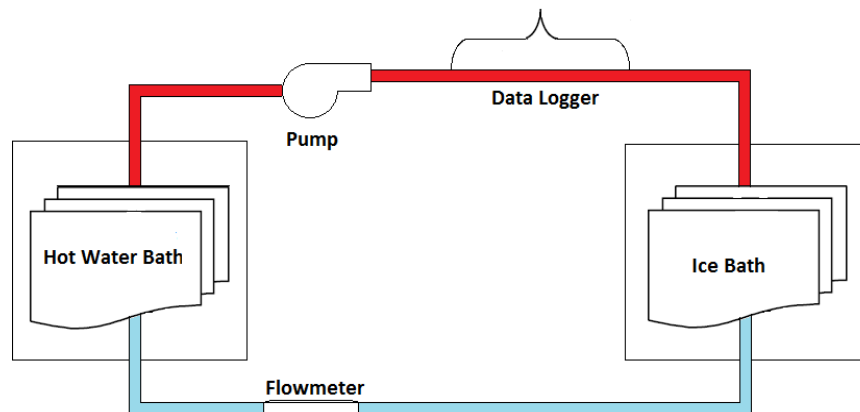 Data Logger
Pump
Hot Water Bath
Ice Bath
Flowmeter